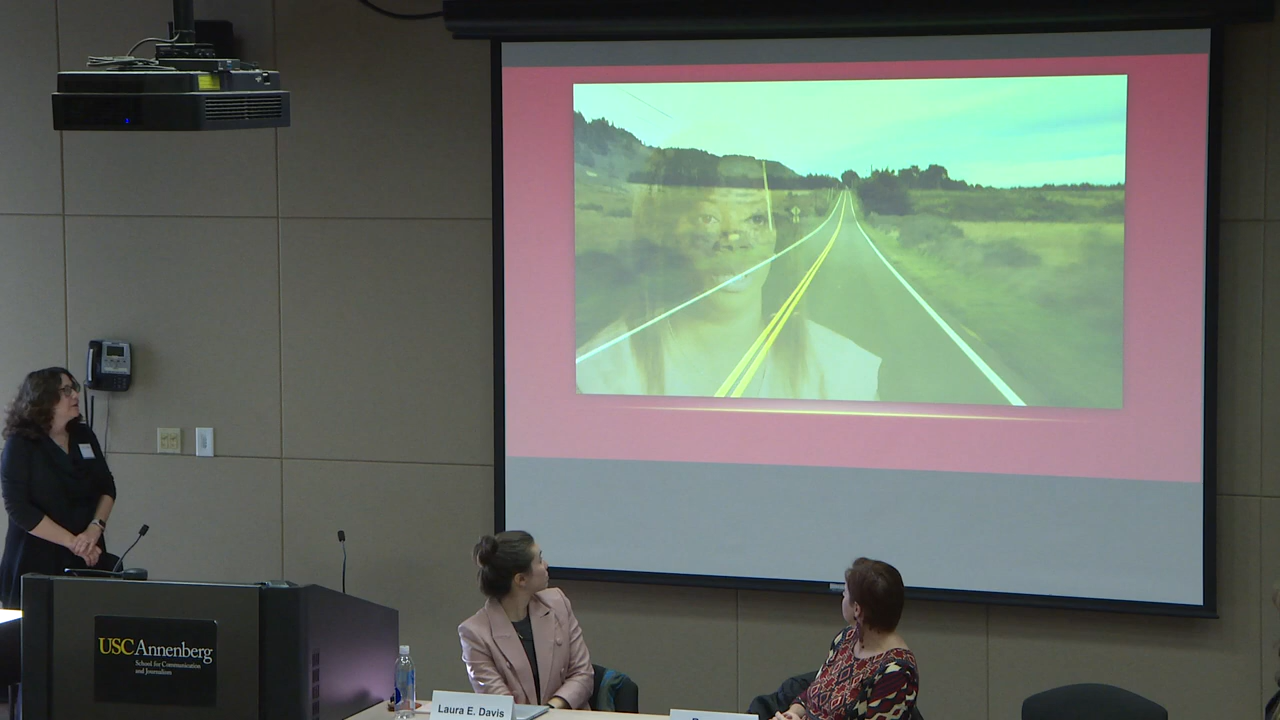 USC Annenberg
School for Communication
and Journalism
Laura E. Davis